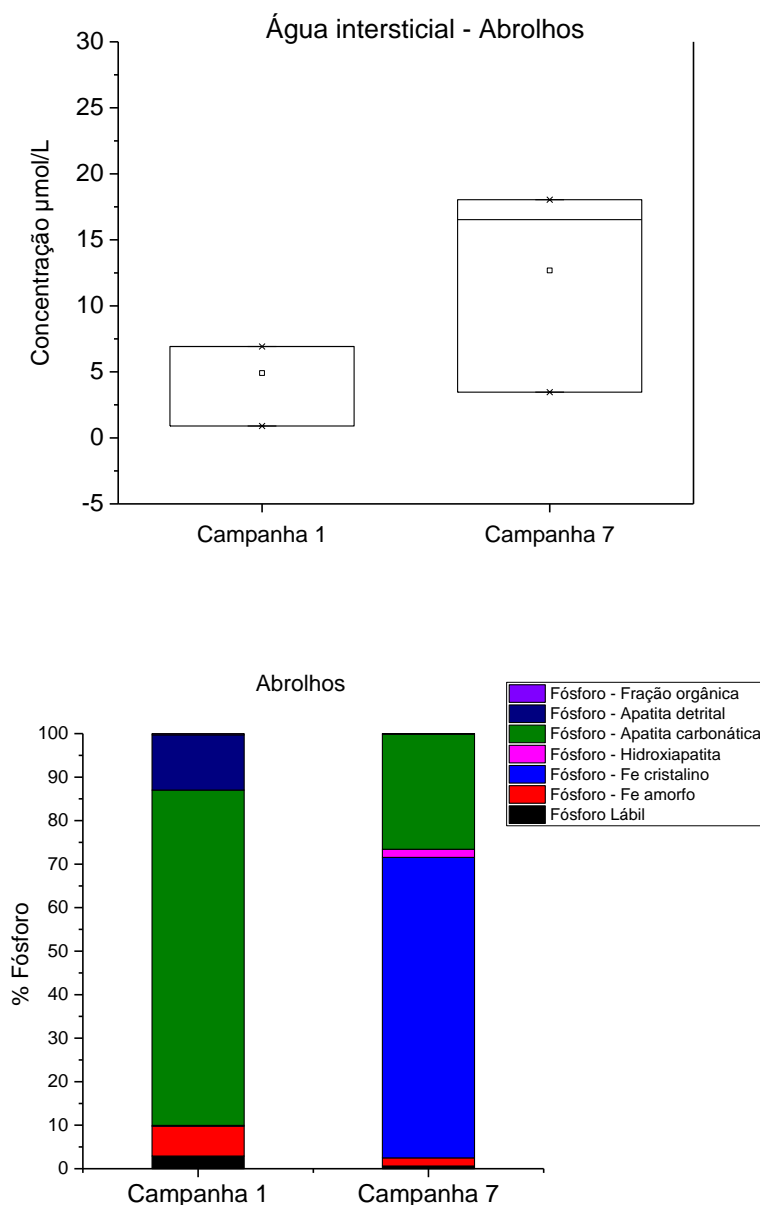 Água intersticial - Abrolhos
30
25
20
15
10
5
0
-5
Concentração µmol/L
Campanha 1
Campanha 7
Abrolhos
Fósforo - Fração orgânica
Fósforo - Apatita detrital
Fósforo - Apatita carbonática
Fósforo - Hidroxiapatita
Fósforo - Fe cristalino
Fósforo - Fe amorfo
Fósforo Lábil
100
90
80
70
60
50
40
30
20
10
0
% Fósforo
Campanha 1
Campanha 7